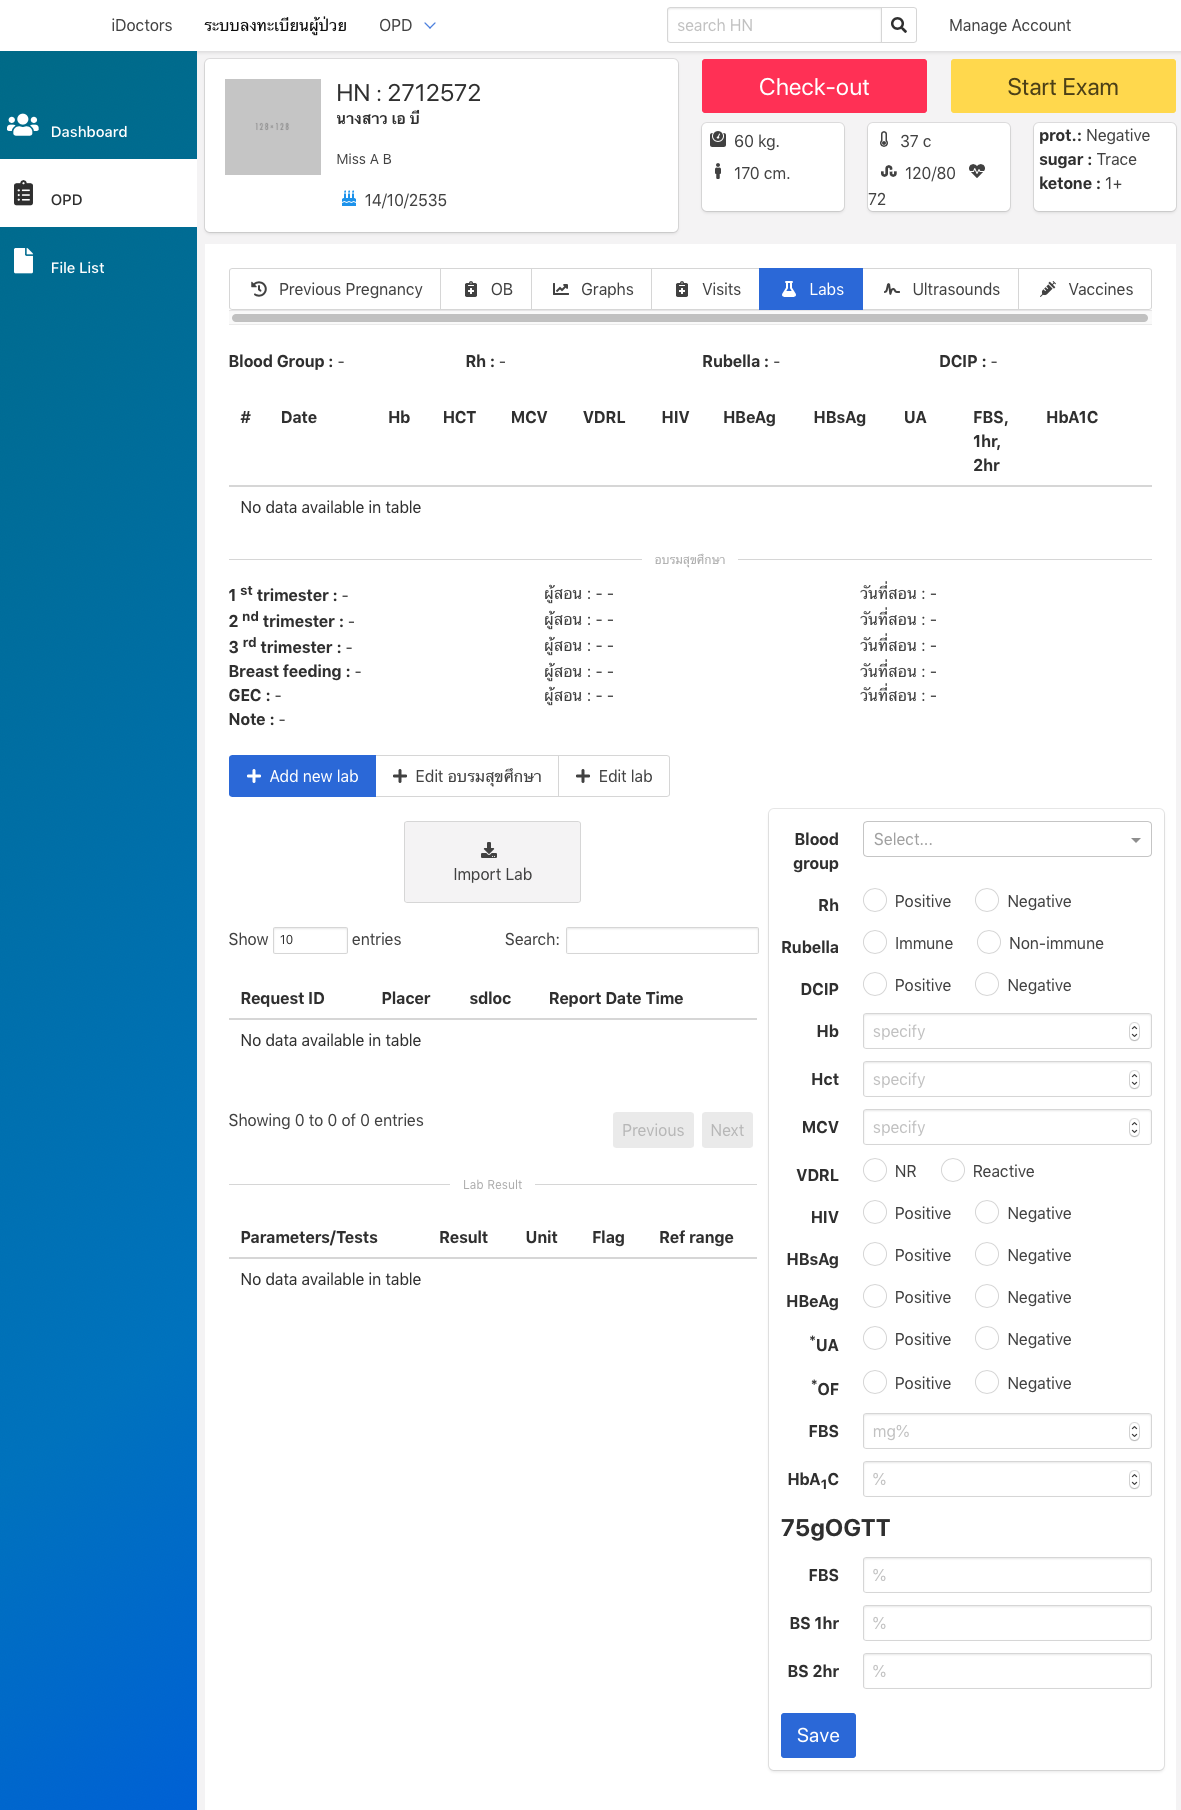 iDoctors ระบบลงทะเบียนผู้ป่วย OPD search HN Manage Account
Dashboard
OPD
File List
128×128
HN : 2712572
นางสาว เอ บี
Miss A B
14/10/2535
Check-out Start Exam
60 kg.
170 cm.
37 c
120/80
72
prot.: Negative
sugar : Trace
ketone : 1+
Previous Pregnancy OB Graphs Visits Labs Ultrasounds Vaccines
Blood Group : - Rh : - Rubella : - DCIP : -
# Date Hb HCT MCV VDRL HIV HBeAg HBsAg UA FBS, 1hr, 2hr HbA1C
No data available in table
อบรมสุขศึกษา
1 st trimester : - ผู้สอน : - - วันที่สอน : -
2 nd trimester : - ผู้สอน : - - วันที่สอน : -
3 rd trimester : - ผู้สอน : - - วันที่สอน : -
Breast feeding : - ผู้สอน : - - วันที่สอน : -
GEC : - ผู้สอน : - - วันที่สอน : -
Note : -
Add new lab Edit อบรมสุขศึกษา Edit lab
Import Lab
Show 10 entries Search:
Request ID Placer sdloc Report Date Time
No data available in table
Showing 0 to 0 of 0 entries Previous Next
Lab Result
Parameters/Tests Result Unit Flag Ref range
No data available in table
Blood group Select...
Rh Positive Negative
Rubella Immune Non-immune
DCIP Positive Negative
Hb specify
Hct specify
MCV specify
VDRL NR Reactive
HIV Positive Negative
HBsAg Positive Negative
HBeAg Positive Negative
*UA Positive Negative
*OF Positive Negative
FBS mg%
HbA1C %
75gOGTT
FBS %
BS 1hr %
BS 2hr %
Save